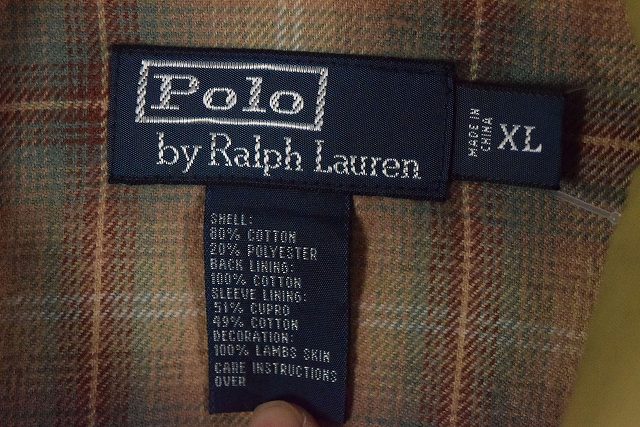 Polo
by Ralph Lauren
MADE IN
CHINA
XL
SHELL:
80% COTTON
20% POLYESTER
BACK LINING:
100% COTTON
SLEEVE LINING:
51% CUPRO
49% COTTON
DECORATION:
100% LAMBS SKIN
CARE INSTRUCTIONS
OVER